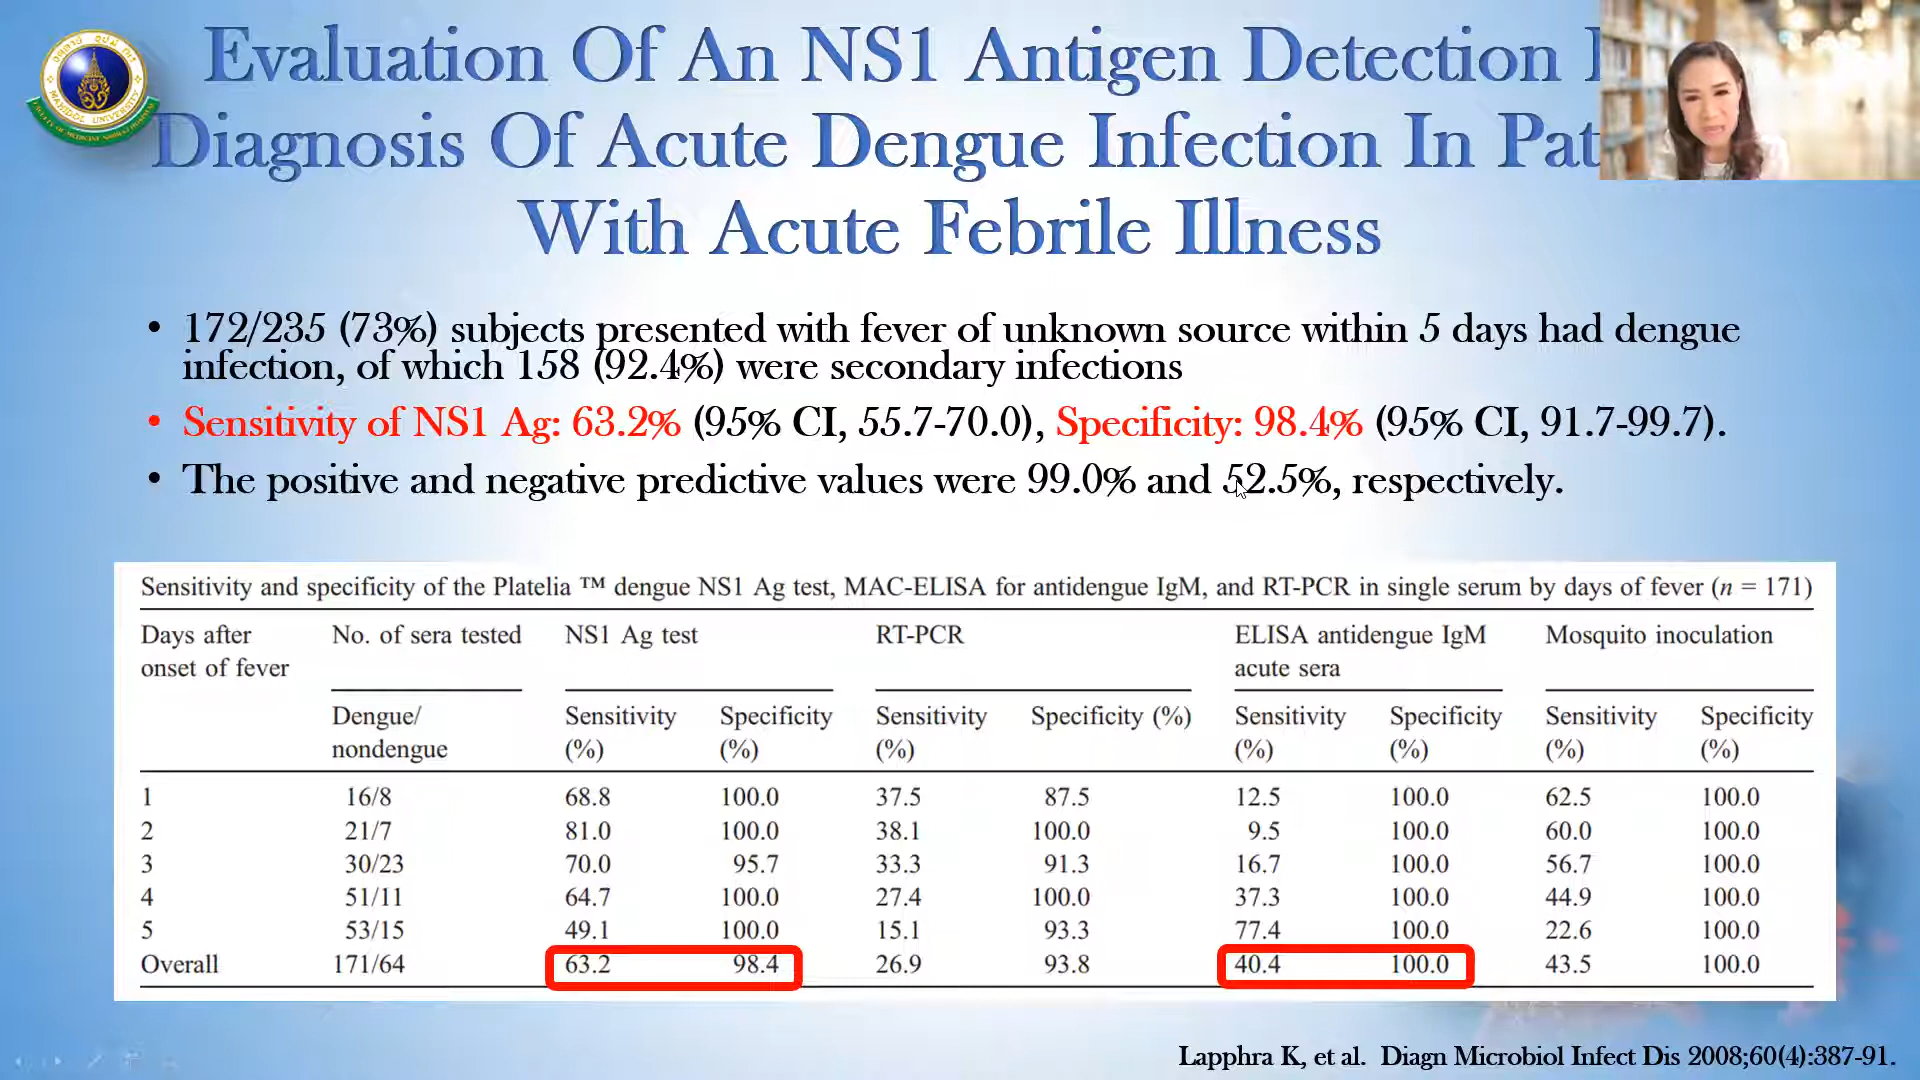 Evaluation Of An NS1 Antigen Detection
Diagnosis Of Acute Dengue Infection In Pat
With Acute Febrile Illness
• 172/235 (73%) subjects presented with fever of unknown source within 5 days had dengue
infection, of which 158 (92.4%) were secondary infections
• Sensitivity of NS1 Ag: 63.2% (95% CI, 55.7-70.0), Specificity: 98.4% (95% CI, 91.7-99.7).
• The positive and negative predictive values were 99.0% and 52.5%, respectively.
Sensitivity and specificity of the Platelia ™ dengue NS1 Ag test, MAC-ELISA for antidengue IgM, and RT-PCR in single serum by days of fever (n = 171)
Days after No. of sera tested NS1 Ag test RT-PCR ELISA antidengue IgM Mosquito inoculation
onset of fever acute sera
Dengue/ Sensitivity Specificity Sensitivity Specificity (%) Sensitivity Specificity Sensitivity Specificity
nondengue (%) (%) (%) (%) (%) (%) (%)
1 16/8 68.8 100.0 37.5 87.5 12.5 100.0 62.5 100.0
2 21/7 81.0 100.0 38.1 100.0 9.5 100.0 60.0 100.0
3 30/23 70.0 95.7 33.3 91.3 16.7 100.0 56.7 100.0
4 51/11 64.7 100.0 27.4 100.0 37.3 100.0 44.9 100.0
5 53/15 49.1 100.0 15.1 93.3 77.4 100.0 22.6 100.0
Overall 171/64 63.2 98.4 26.9 93.8 40.4 100.0 43.5 100.0
Lapphra K, et al. Diagn Microbiol Infect Dis 2008;60(4):387-91.